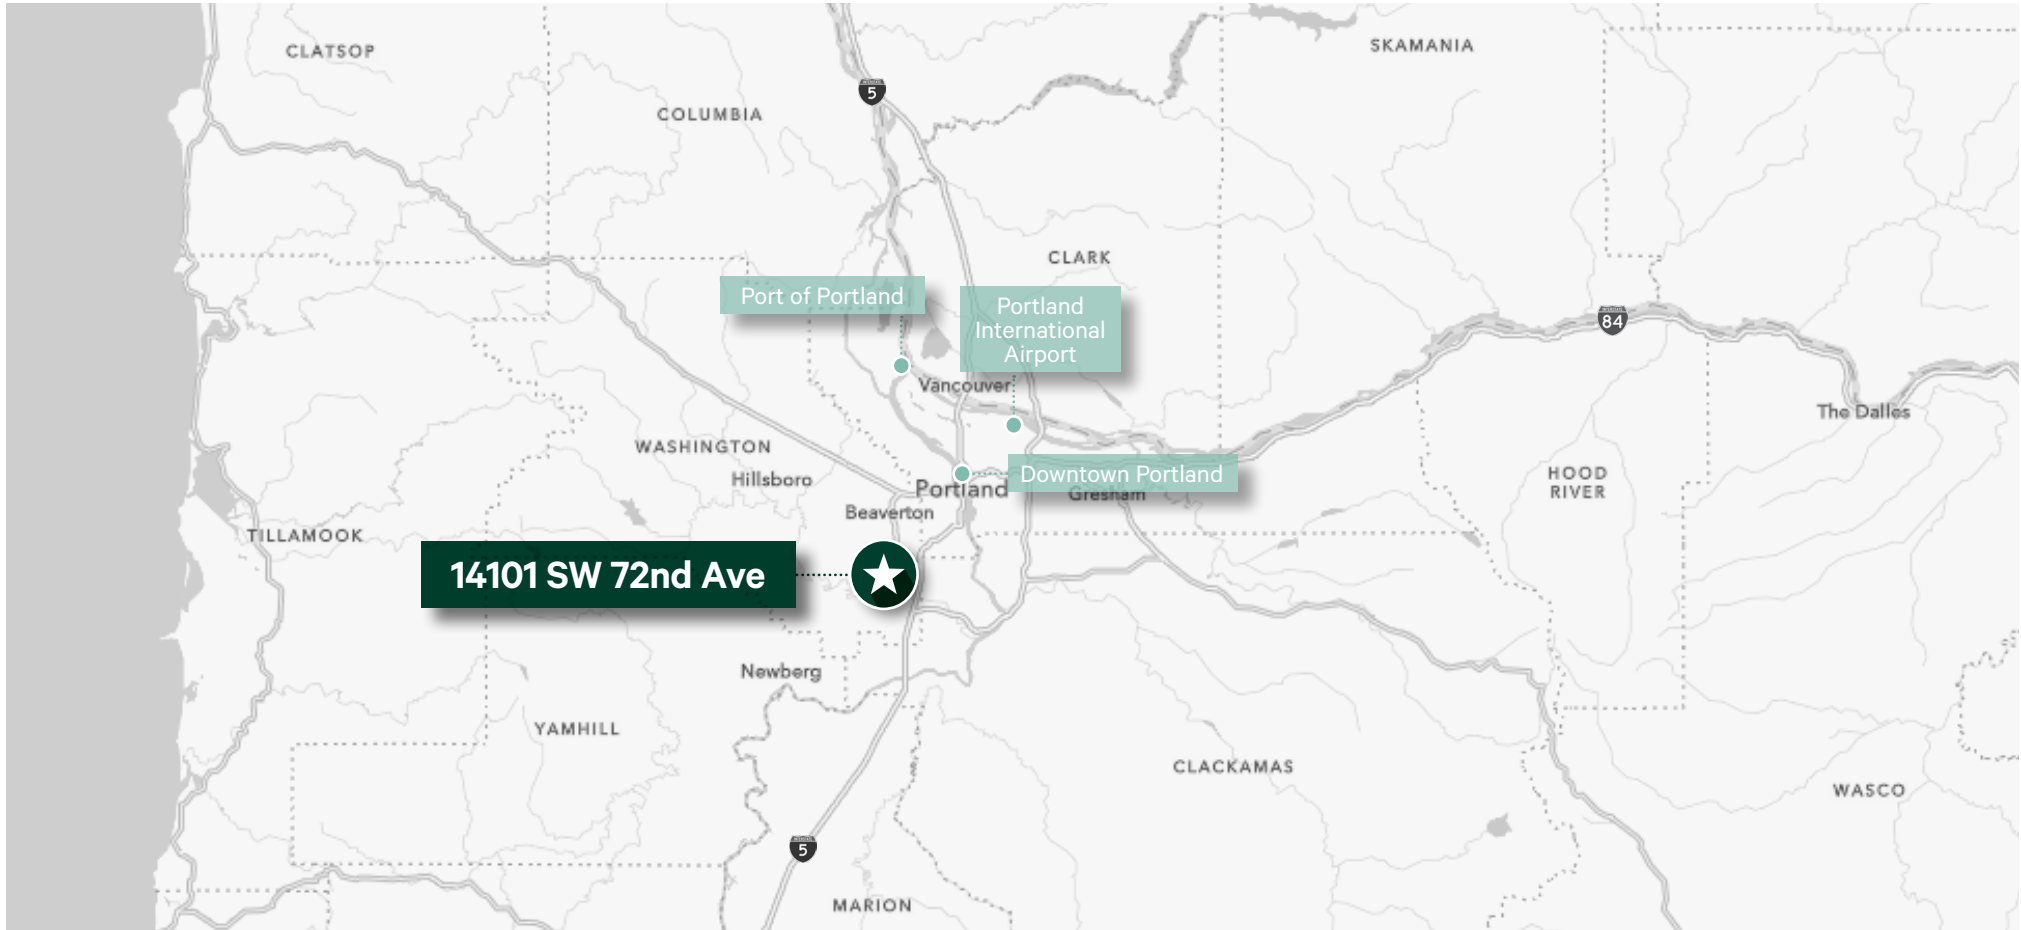 CLATSOP
SKAMANIA
5
COLUMBIA
CLARK
Port of Portland
Portland
International
Airport
84
Vancouver
The Dalles
WASHINGTON
Hillsboro
Downtown Portland
HOOD
RIVER
Portland
Gresham
Beaverton
TILLAMOOK
14101 SW 72nd Ave
Newberg
YAMHILL
CLACKAMAS
WASCO
5
MARION